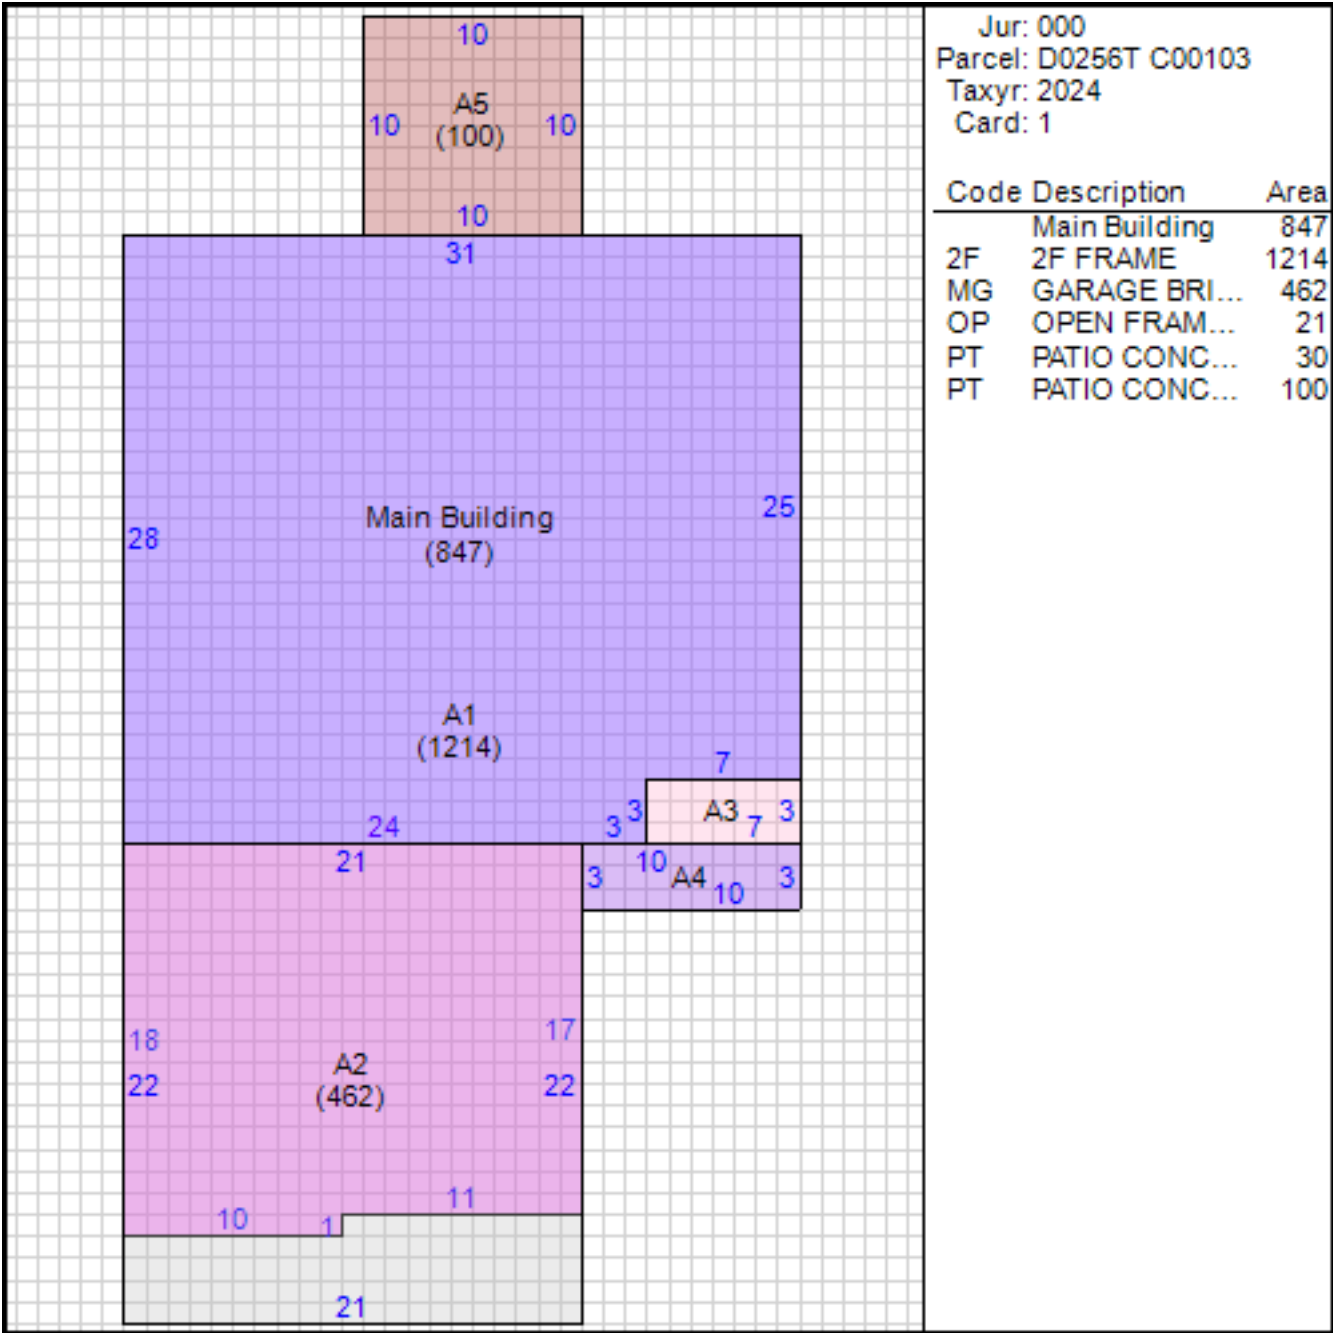 Jur: 000
Parcel: D0256T C00103
Taxyr: 2024
Card: 1
Code Description Area
Main Building 847
2F 2F FRAME 1214
MG GARAGE BRI... 462
OP OPEN FRAM... 21
PT PATIO CONC... 30
PT PATIO CONC... 100
10
A5
10 (100) 10
10
31
25
Main Building
28 (847)
A1
(1214)
7
3 A3 3
24 3 7
21 10
3 A4 10 3
18 17
A2
22 (462) 22
11
10 1
21